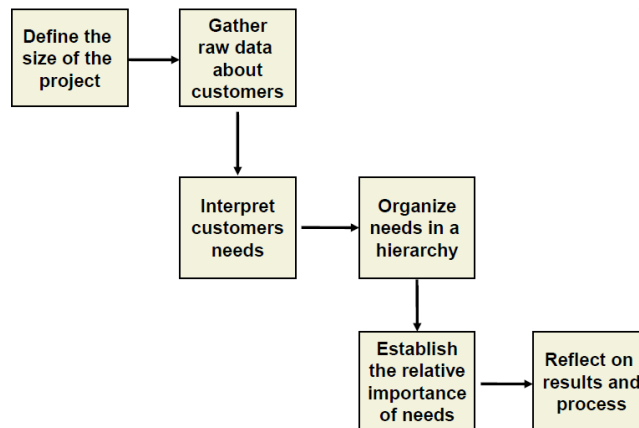 Define the
size of the
project
Gather
raw data
about
customers
Interpret
customers
needs
Organize
needs in a
hierarchy
Establish
the relative
importance
of needs
Reflect on
results and
process